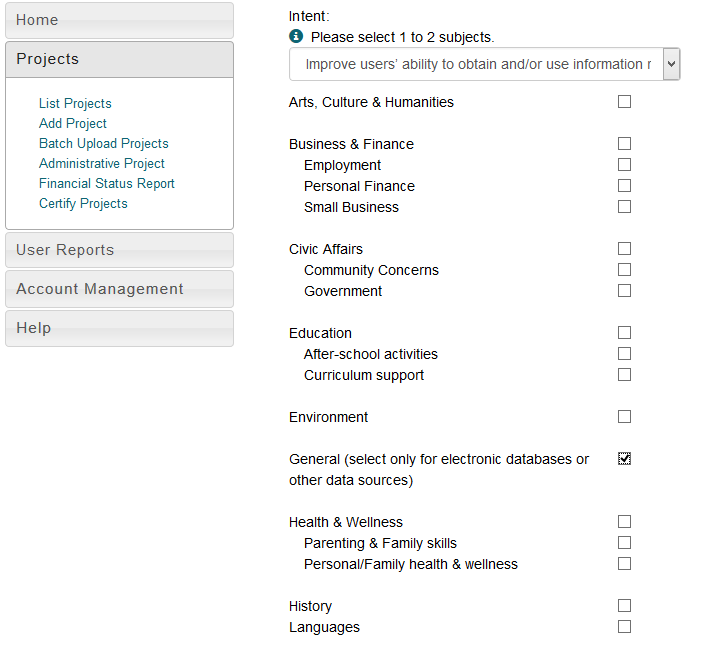 Home
Projects
List Projects
Add Project
Batch Upload Projects
Administrative Project
Financial Status Report
Certify Projects
User Reports
Account Management
Help
Intent:
Please select 1 to 2 subjects.
Improve users' ability to obtain and/or use information r
Arts, Culture & Humanities
Business & Finance
Employment
Personal Finance
Small Business
Civic Affairs
Community Concerns
Government
Education
After-school activities
Curriculum support
Environment
General (select only for electronic databases or
other data sources)
Health & Wellness
Parenting & Family skills
Personal/Family health & wellness
History
Languages